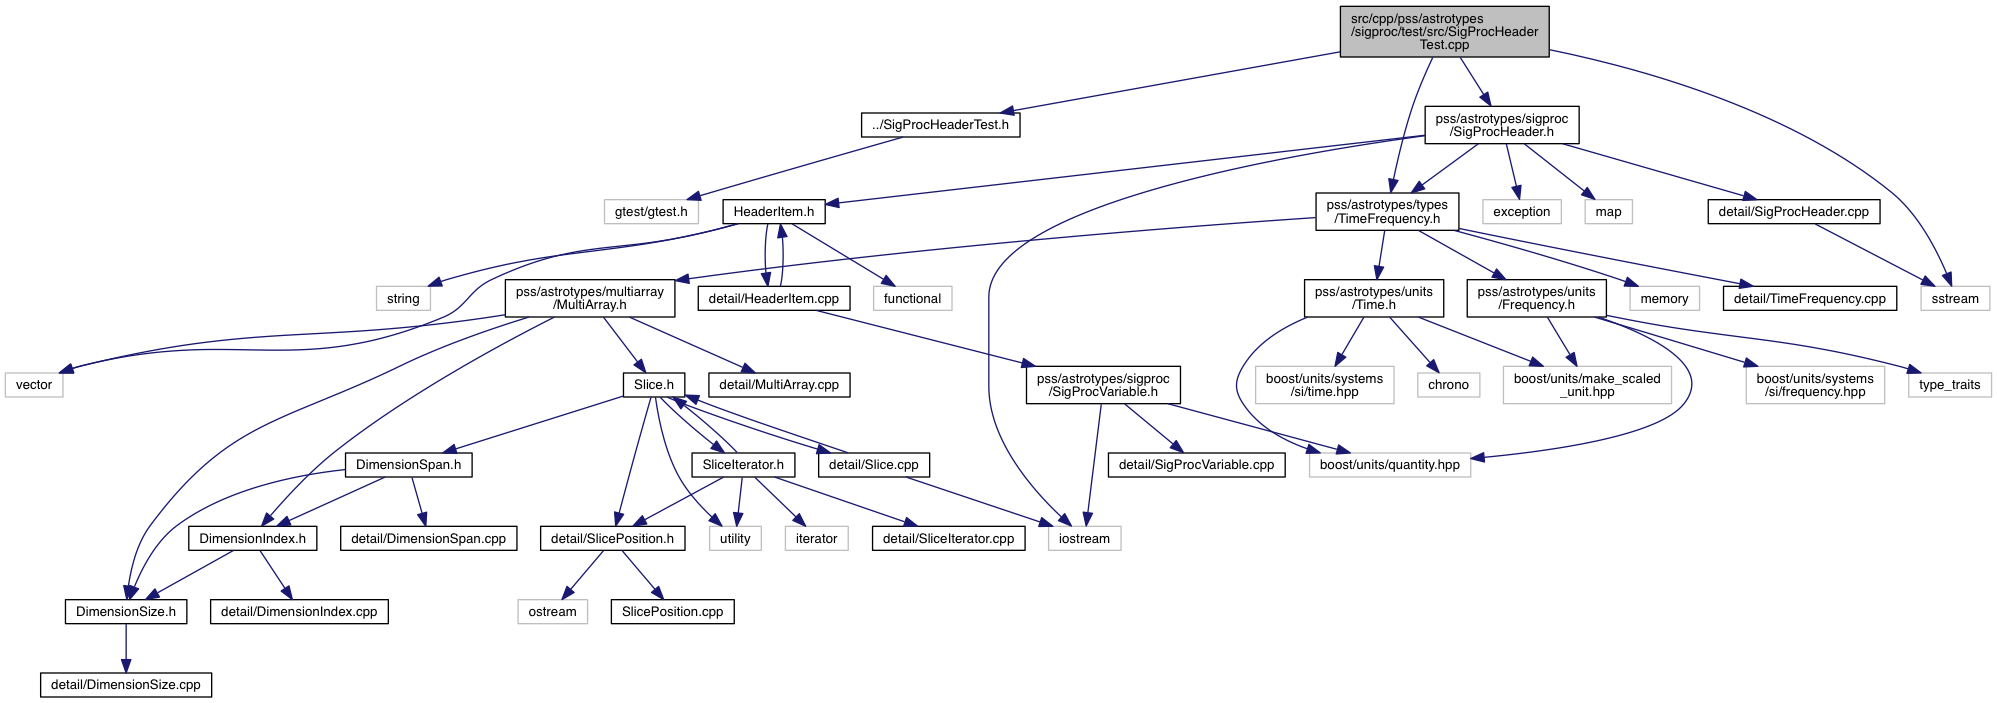 src/cpp/pss/astrotypes
/sigproc/test/src/SigProcHeader
Test.cpp
../SigProcHeaderTest.h
pss/astrotypes/sigproc
/SigProcHeader.h
gtest/gtest.h
HeaderItem.h
pss/astrotypes/types
/TimeFrequency.h
exception
map
detail/SigProcHeader.cpp
string
pss/astrotypes/multiarray
/MultiArray.h
detail/HeaderItem.cpp
functional
pss/astrotypes/units
/Time.h
pss/astrotypes/units
/Frequency.h
memory
detail/TimeFrequency.cpp
sstream
vector
Slice.h
detail/MultiArray.cpp
pss/astrotypes/sigproc
/SigProcVariable.h
boost/units/systems
/si/time.hpp
chrono
boost/units/make_scaled
_unit.hpp
boost/units/systems
/si/frequency.hpp
type_traits
DimensionSpan.h
SliceIterator.h
detail/Slice.cpp
detail/SigProcVariable.cpp
boost/units/quantity.hpp
DimensionIndex.h
detail/DimensionSpan.cpp
detail/SlicePosition.h
utility
iterator
detail/SliceIterator.cpp
iostream
DimensionSize.h
detail/DimensionIndex.cpp
ostream
SlicePosition.cpp
detail/DimensionSize.cpp